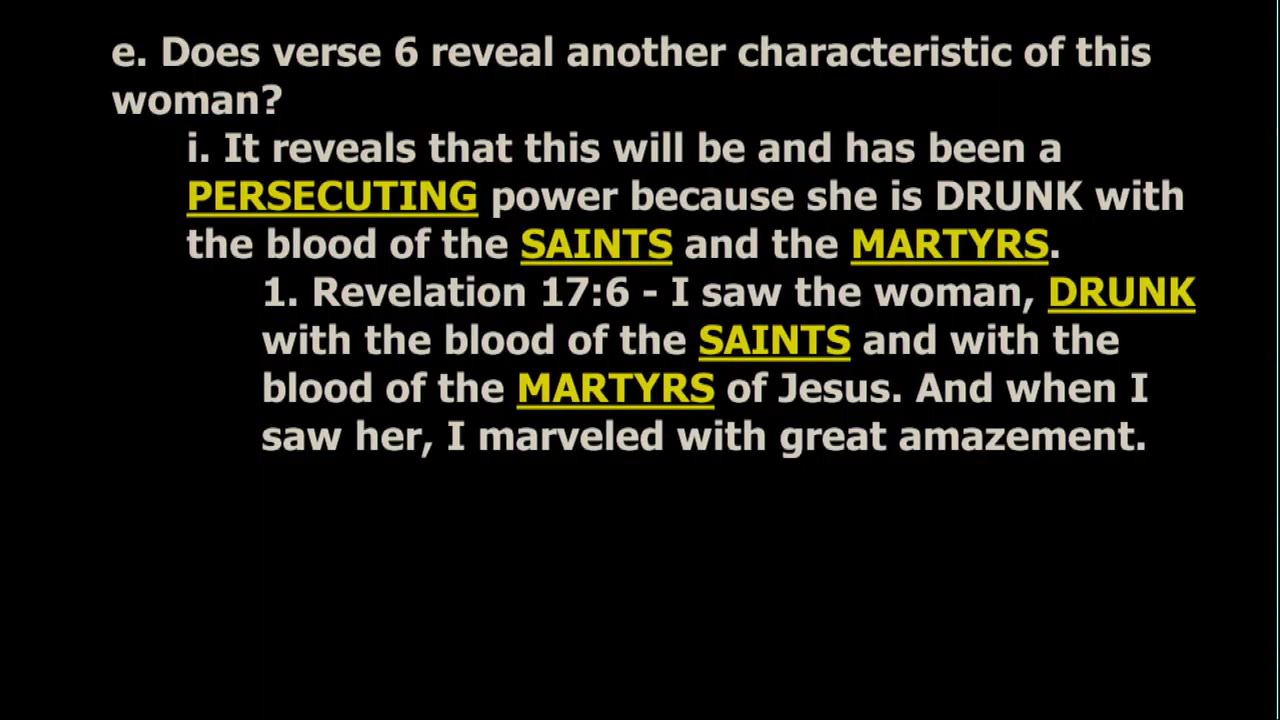 e. Does verse 6 reveal another characteristic of this
woman?
i. It reveals that this will be and has been a
PERSECUTING power because she is DRUNK with
the blood of the SAINTS and the MARTYRS.
1. Revelation 17:6 - I saw the woman, DRUNK
with the blood of the SAINTS and with the
blood of the MARTYRS of Jesus. And when I
saw her, I marveled with great amazement.